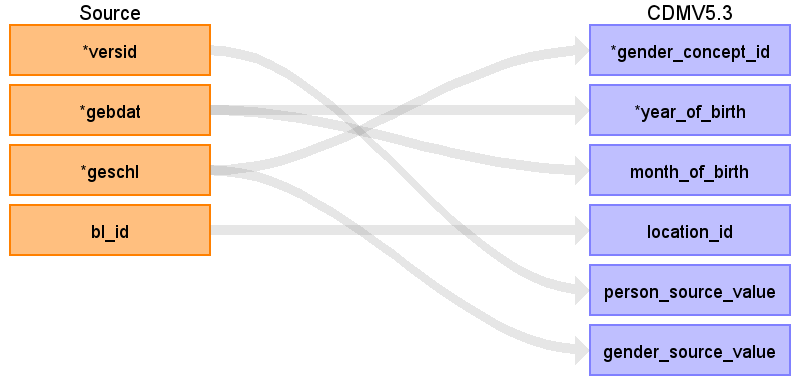 Source
CDMV5.3
*versid
*gender_concept_id
*gebdat
*year_of_birth
*geschl
month_of_birth
bl_id
location_id
person_source_value
gender_source_value